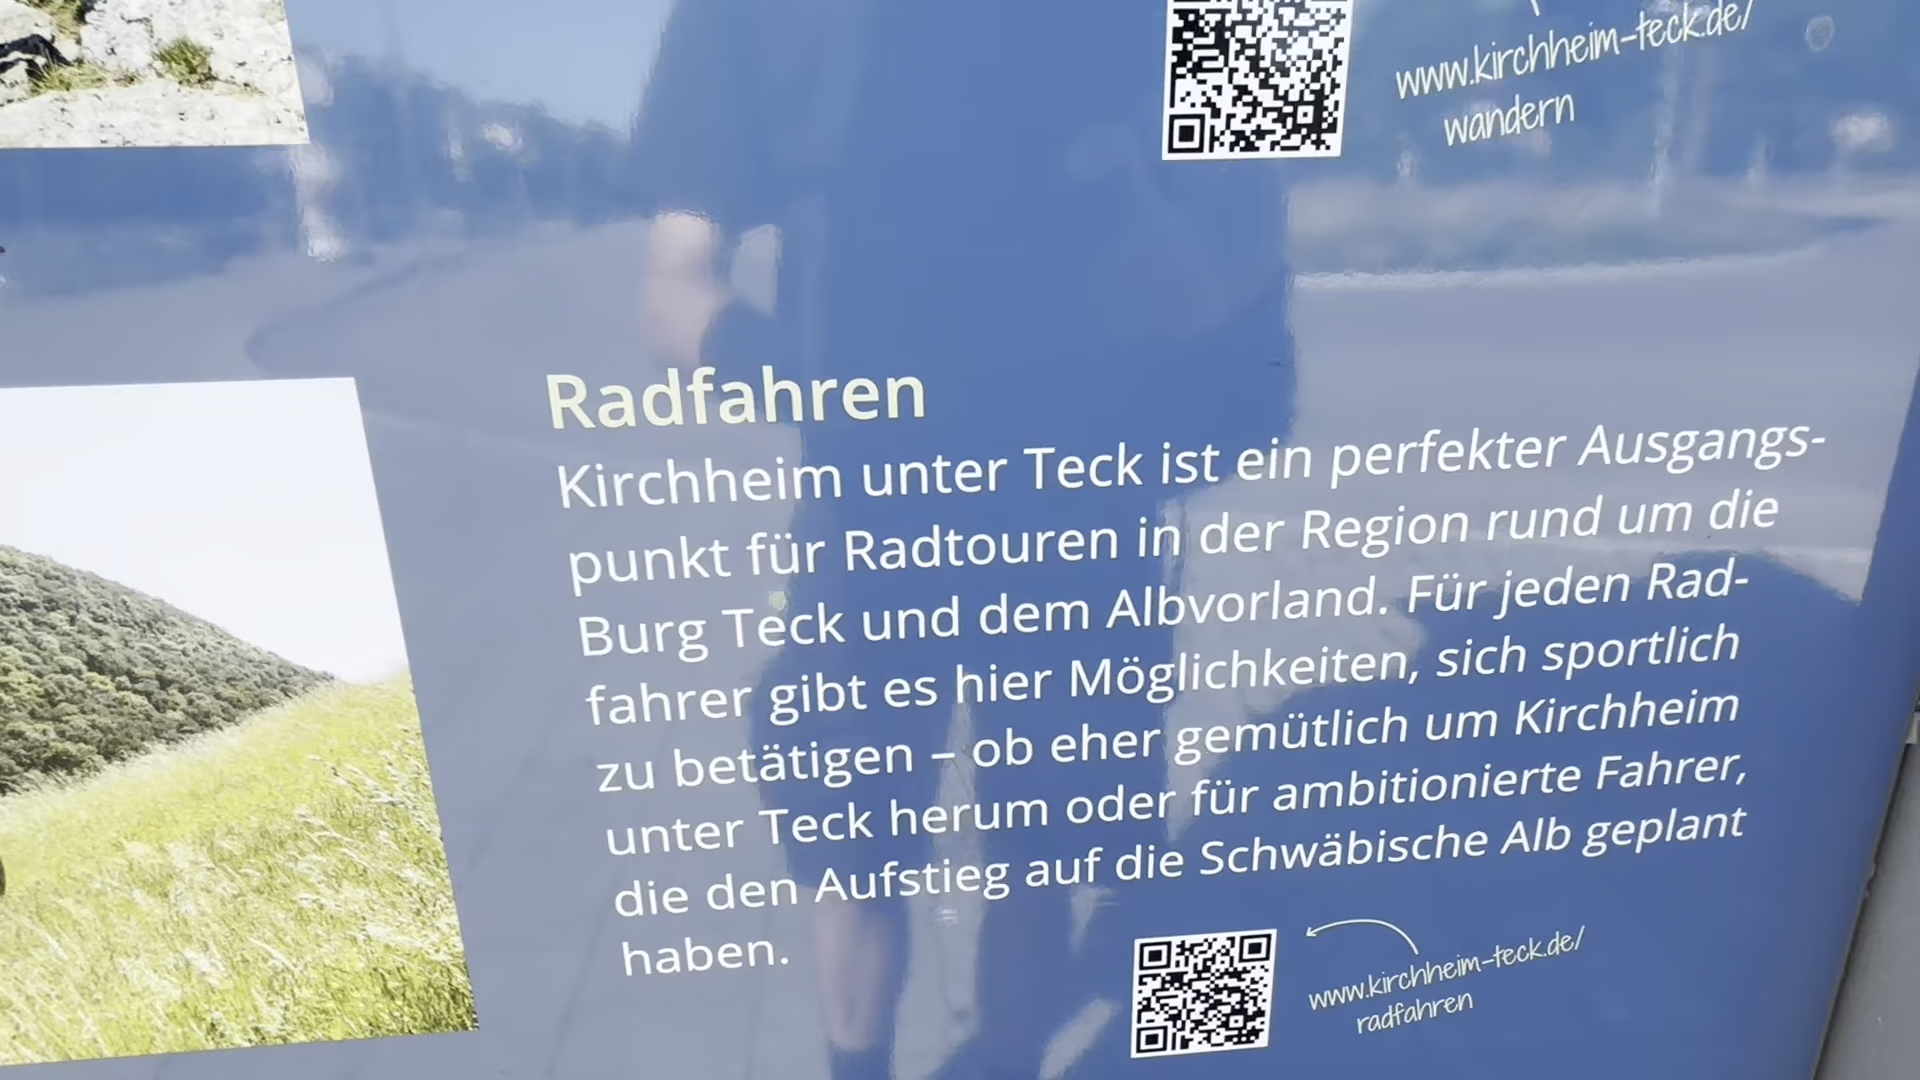 www.kirchheim-teck.de/
wandern
Radfahren
Kirchheim unter Teck ist ein perfekter Ausgangs-
punkt für Radtouren in der Region rund um die
Burg Teck und dem Albvorland. Für jeden Rad-
fahrer gibt es hier Möglichkeiten, sich sportlich
zu betätigen – ob eher gemütlich um Kirchheim
unter Teck herum oder für ambitionierte Fahrer,
die den Aufstieg auf die Schwäbische Alb geplant
haben.
www.kirchheim-teck.de/
radfahren